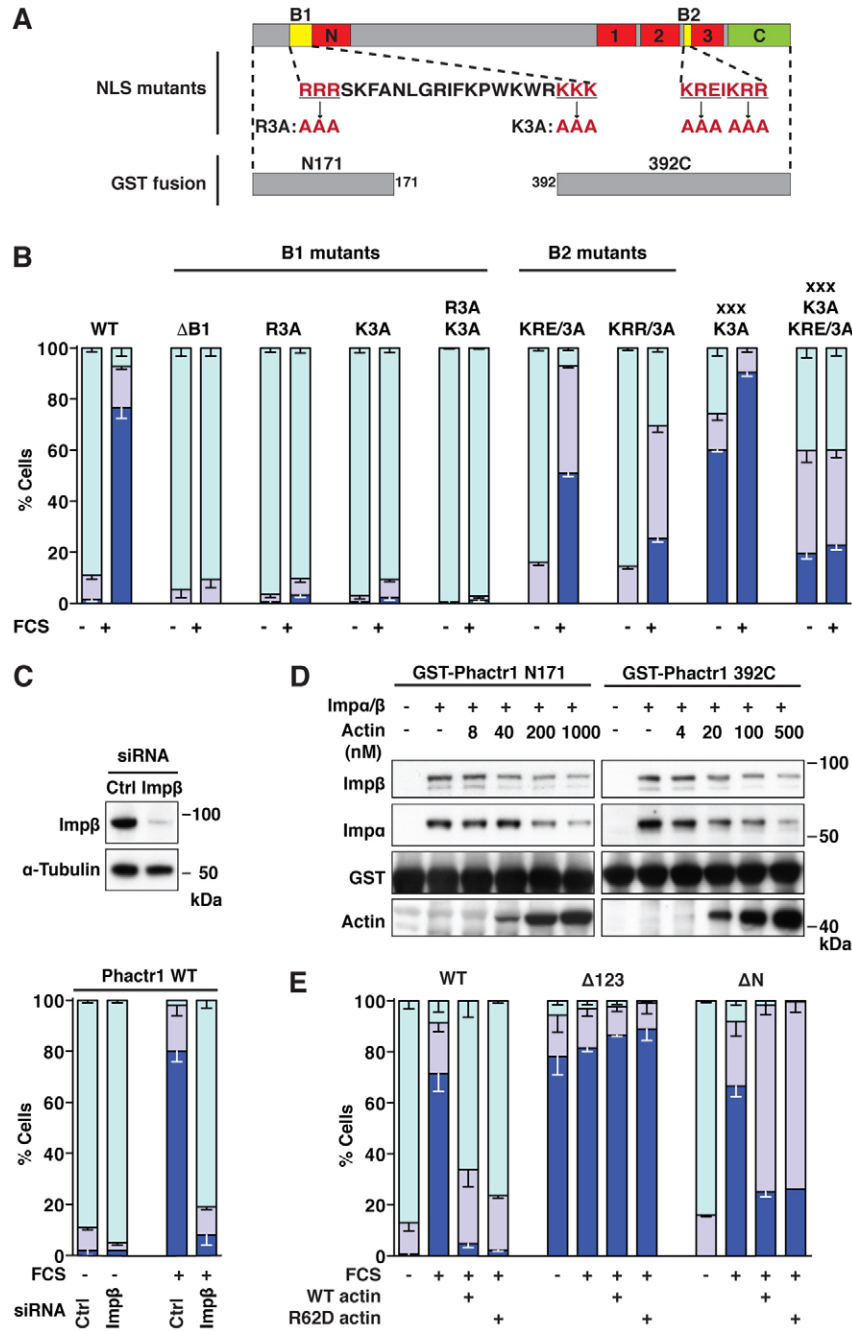 A
B1 B2
N 1 2 3 C
NLS mutants
RRRSKFANLGRIFKPWKWRKKK KREIKRR
R3A:AAA K3A:AAA AAA AAA
N171 392C
GST fusion 171 392
B
B1 mutants B2 mutants
R3A xxx
xxx K3A
WT ΔB1 R3A K3A K3A KRE/3A KRR/3A K3A KRE/3A
100
80
60
40
20
0
% Cells
FCS - + - + - + - + - + - + - + - + - +
C
siRNA
Ctrl Impβ
Impβ -100
α-Tubulin - 50
kDa
Phactr1 WT
100
80
60
40
20
0
% Cells
FCS - - + +
siRNA Ctrl Impβ Ctrl Impβ
D
GST-Phactr1 N171 GST-Phactr1 392C
Impα/β - + + + + + - + + + + +
Actin - - 8 40 200 1000 - - 4 20 100 500
(nM)
Impβ -100
Impα -50
GST
Actin -40
kDa
E
WT Δ123 ΔN
100
80
60
40
20
0
% Cells
FCS - + + + - + + + - + + +
WT actin + + +
R62D actin + + +